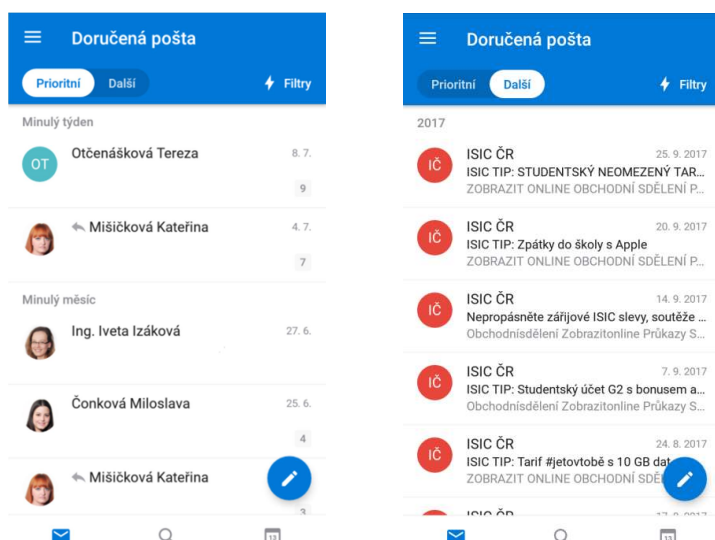 Doručená pošta
Prioritní Další Filtry
Minulý týden
OT
Otčenášková Tereza 8. 7.
9
Mišičková Kateřina 4. 7.
7
Minulý měsíc
Ing. Iveta Izáková 27. 6.
Čonková Miloslava 25. 6.
4
Mišičková Kateřina
3
13
Doručená pošta
Prioritní Další Filtry
2017
IČ
ISIC ČR 25. 9. 2017
ISIC TIP: STUDENTSKÝ NEOMEZENÝ TAR...
ZOBRAZIT ONLINE OBCHODNÍ SDĚLENÍ P...
IČ
ISIC ČR 20. 9. 2017
ISIC TIP: Zpátky do školy s Apple
ZOBRAZIT ONLINE OBCHODNÍ SDĚLENÍ P...
IČ
ISIC ČR 14. 9. 2017
Nepropásněte zářijové ISIC slevy, soutěže ...
Obchodnísdělení Zobrazitonline Průkazy S...
IČ
ISIC ČR 7. 9. 2017
ISIC TIP: Studentský účet G2 s bonusem a...
Obchodnísdělení Zobrazitonline Průkazy S...
IČ
ISIC ČR 24. 8. 2017
ISIC TIP: Tarif #jetovtobě s 10 GB dat
ZOBRAZIT ONLINE OBCHODNÍ SDĚ
ISIC ČR
13